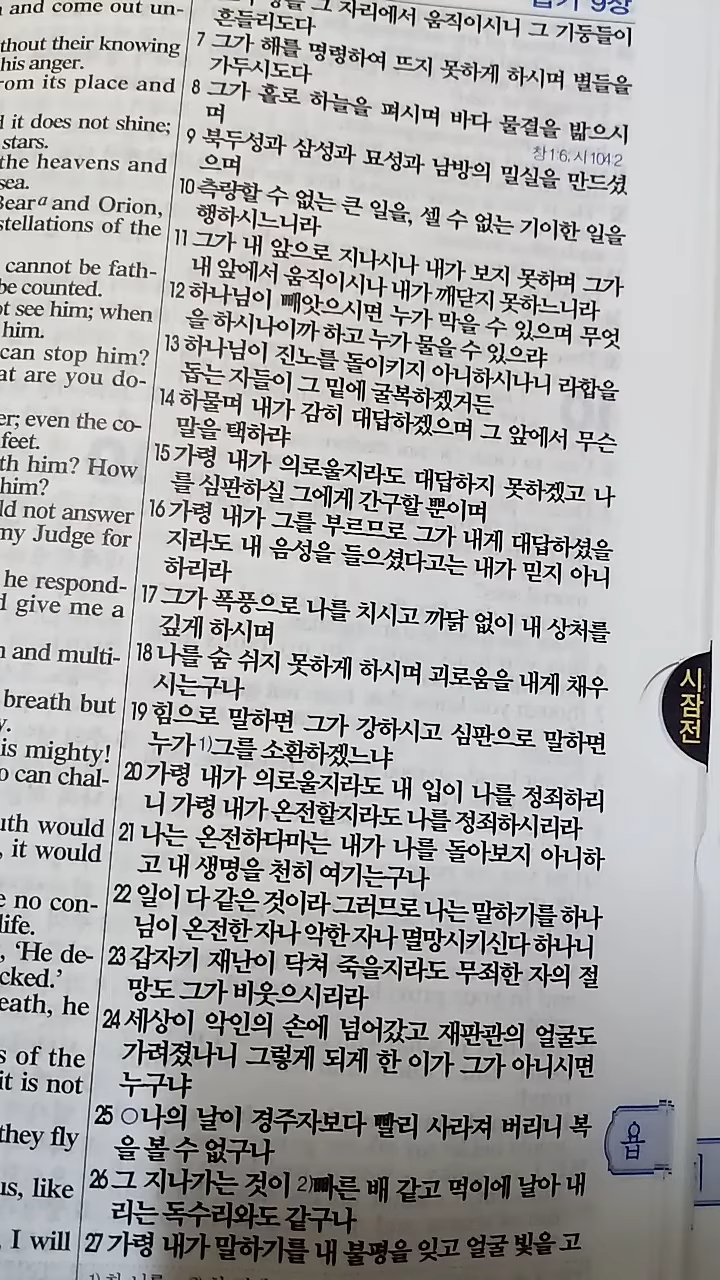 and come out un-
thout their knowing
his anger.
rom its place and
it does not shine;
stars.
the heavens and
sea.
Bearᵃ and Orion,
stellations of the
cannot be fath-
be counted.
ot see him; when
him.
can stop him?
at are you do-
er; even the co-
feet.
th him? How
him?
ld not answer
my Judge for
he respond-
d give me a
and multi-
breath but
y.
is mighty!
o can chal-
uth would
, it would
e no con-
life.
, 'He de-
cked.'
eath, he
s of the
it is not
they fly
us, like
I will
욥기 9장
그 자리에서 움직이시니 그 기둥들이
흔들리도다
7 그가 해를 명령하여 뜨지 못하게 하시며 별들을
가두시도다
8 그가 홀로 하늘을 펴시며 바다 물결을 밟으시
며
창1:6; 시104:2
9 북두성과 삼성과 묘성과 남방의 밀실을 만드셨
으며
10 측량할 수 없는 큰 일을, 셀 수 없는 기이한 일을
행하시느니라
11 그가 내 앞으로 지나시나 내가 보지 못하며 그가
내 앞에서 움직이시나 내가 깨닫지 못하느니라
12 하나님이 빼앗으시면 누가 막을 수 있으며 무엇
을 하시나이까 하고 누가 물을 수 있으랴
13 하나님이 진노를 돌이키지 아니하시나니 라합을
돕는 자들이 그 밑에 굴복하겠거든
14 하물며 내가 감히 대답하겠으며 그 앞에서 무슨
말을 택하랴
15 가령 내가 의로울지라도 대답하지 못하겠고 나
를 심판하실 그에게 간구할 뿐이며
16 가령 내가 그를 부르므로 그가 내게 대답하셨을
지라도 내 음성을 들으셨다고는 내가 믿지 아니
하리라
17 그가 폭풍으로 나를 치시고 까닭 없이 내 상처를
깊게 하시며
18 나를 숨 쉬지 못하게 하시며 괴로움을 내게 채우
시는구나
19 힘으로 말하면 그가 강하시고 심판으로 말하면
누가 1)그를 소환하겠느냐
20 가령 내가 의로울지라도 내 입이 나를 정죄하리
니 가령 내가 온전할지라도 나를 정죄하시리라
21 나는 온전하다마는 내가 나를 돌아보지 아니하
고 내 생명을 천히 여기는구나
22 일이 다 같은 것이라 그러므로 나는 말하기를 하나
님이 온전한 자나 악한 자나 멸망시키신다 하나니
23 갑자기 재난이 닥쳐 죽을지라도 무죄한 자의 절
망도 그가 비웃으시리라
24 세상이 악인의 손에 넘어갔고 재판관의 얼굴도
가려졌나니 그렇게 되게 한 이가 그가 아니시면
누구냐
25 ○나의 날이 경주자보다 빨리 사라져 버리니 복
을 볼 수 없구나
26 그 지나가는 것이 2)빠른 배 같고 먹이에 날아 내
리는 독수리와도 같구나
27 가령 내가 말하기를 내 불평을 잊고 얼굴 빛을 고
시잠전
욥